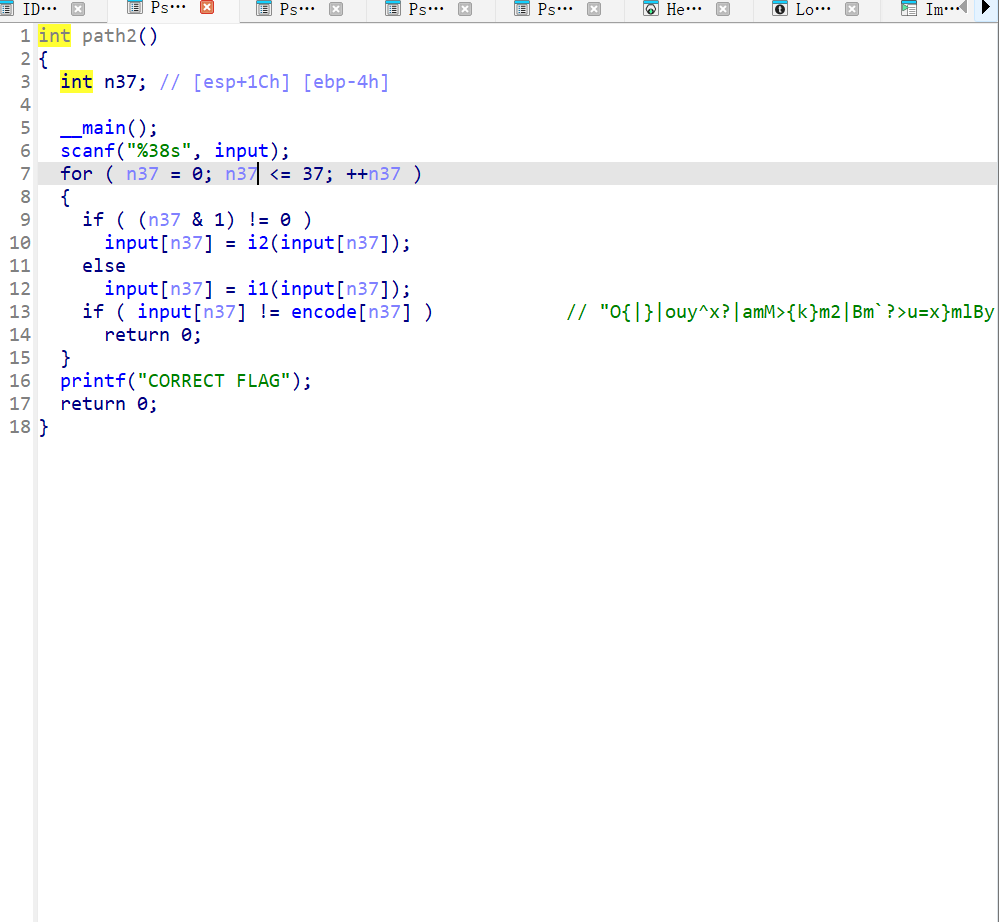 ID··· Ps··· Ps··· Ps··· Ps··· He··· Lo··· Im···
1 int path2()
2 {
3   int n37; // [esp+1Ch] [ebp-4h]
4
5   __main();
6   scanf("%38s", input);
7   for ( n37 = 0; n37 <= 37; ++n37 )
8   {
9     if ( (n37 & 1) != 0 )
10       input[n37] = i2(input[n37]);
11     else
12       input[n37] = i1(input[n37]);
13     if ( input[n37] != encode[n37] )            // "O{|}|ouy^x?|amM>{k}m2|Bm`?>u=x}mlBy
14       return 0;
15   }
16   printf("CORRECT FLAG");
17   return 0;
18 }